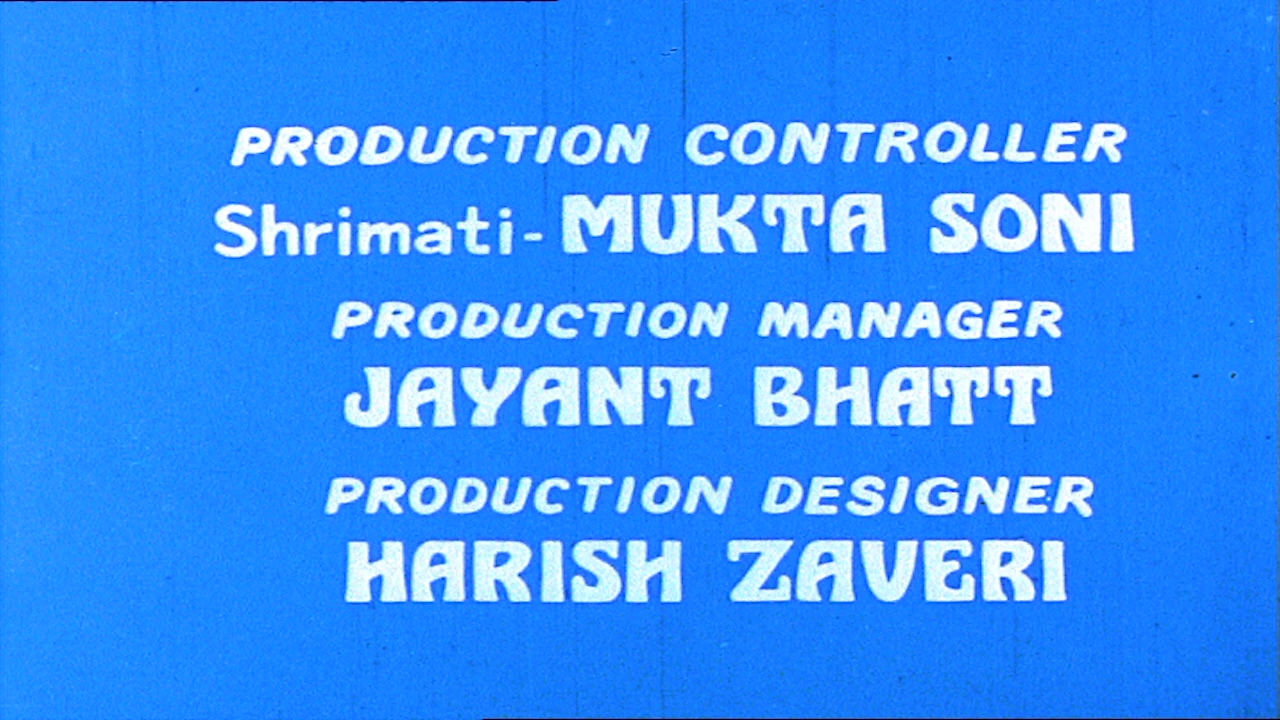 PRODUCTION CONTROLLER
Shrimati- MUKTA SONI
PRODUCTION MANAGER
JAYANT BHATT
PRODUCTION DESIGNER
HARISH ZAVERI